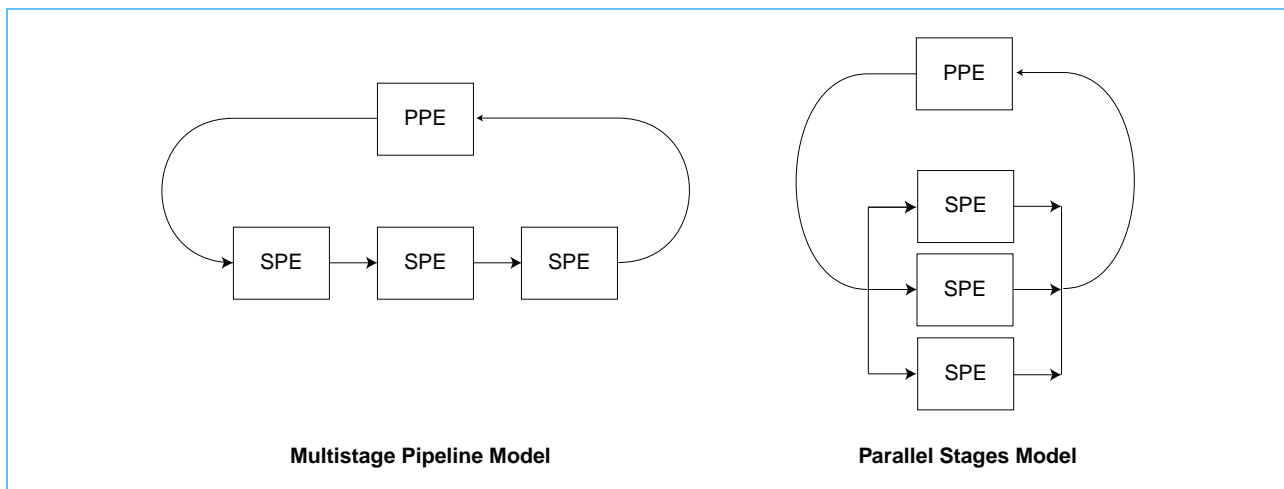 PPE
SPE SPE SPE
Multistage Pipeline Model
PPE
SPE
SPE
SPE
Parallel Stages Model